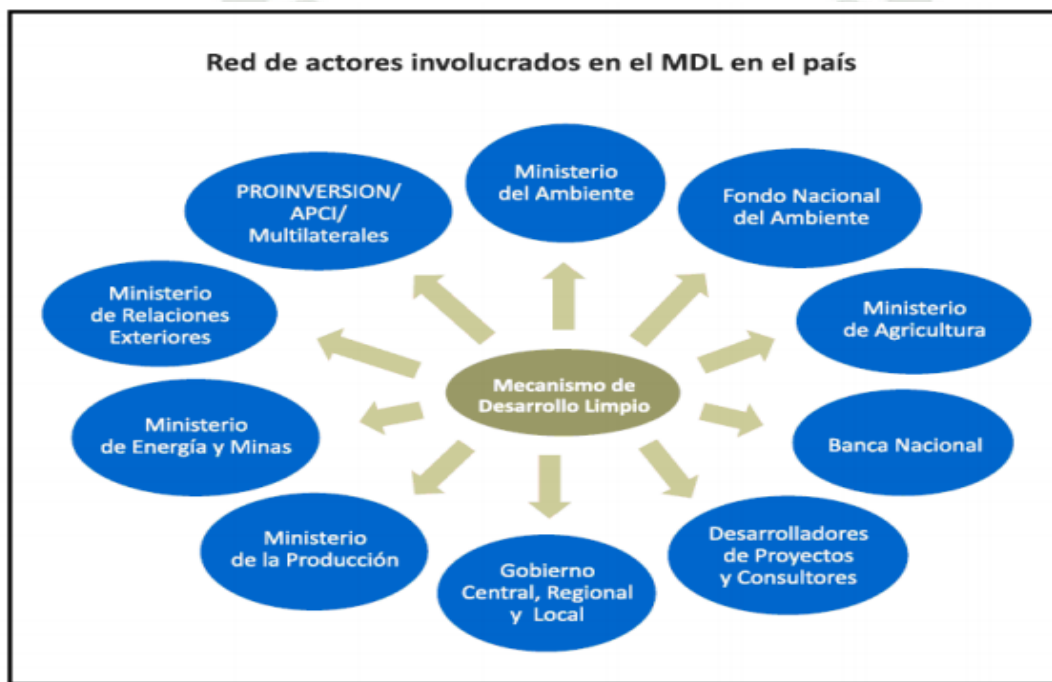 Red de actores involucrados en el MDL en el país
Ministerio
del Ambiente
PROINVERSION/
APCI/
Multilaterales
Fondo Nacional
del Ambiente
Ministerio
de Relaciones
Exteriores
Ministerio
de Agricultura
Mecanismo de
Desarrollo Limpio
Ministerio
de Energía y Minas
Banca Nacional
Ministerio
de la Producción
Desarrolladores
de Proyectos
y Consultores
Gobierno
Central, Regional
y Local